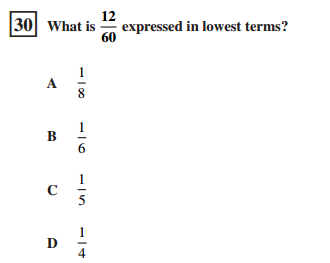 30 What is 12/60 expressed in lowest terms?
A 1/8
B 1/6
C 1/5
D 1/4